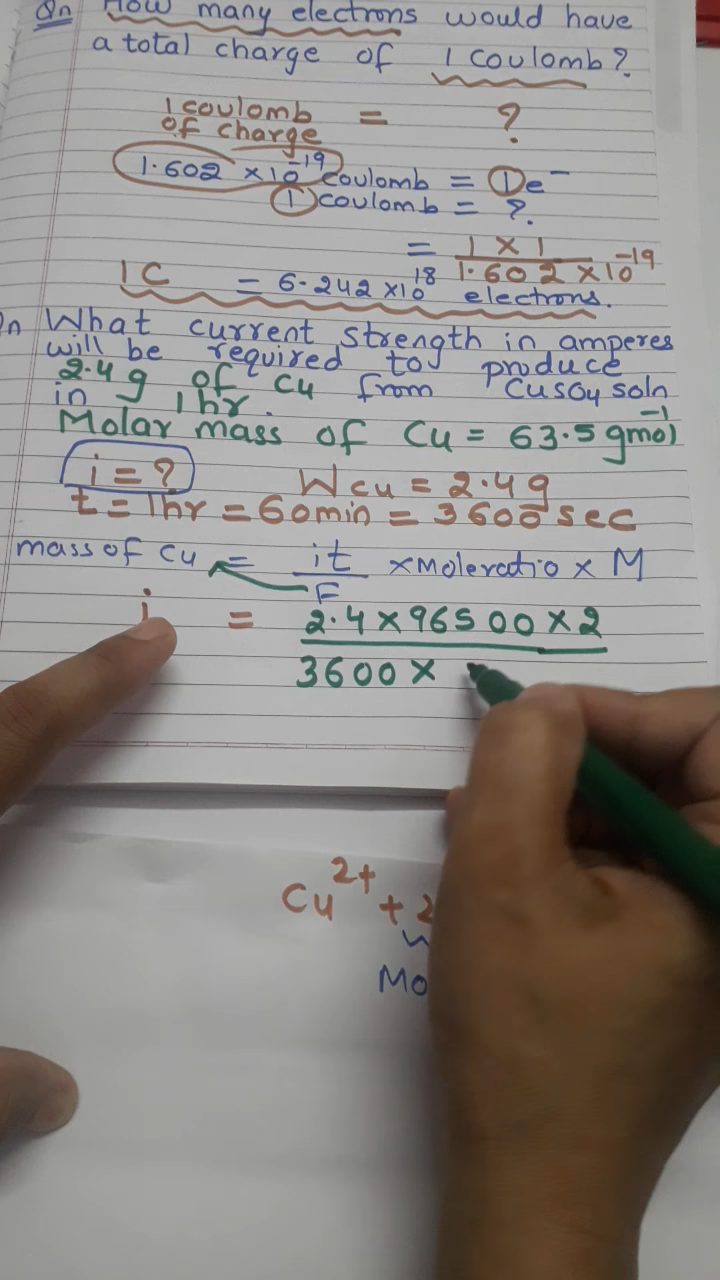 Qn How many electrons would have
a total charge of 1 Coulomb?
1 coulomb
of charge = ?
1.602 × 10⁻¹⁹ coulomb = 1 e⁻
1 coulomb = ?
= 1 × 1 / 1.602 × 10⁻¹⁹
1 C = 6.242 × 10¹⁸ electrons.
Qn What current strength in amperes
will be required to produce
2.4 g of Cu from CuSO4 soln
in 1 hr.
Molar mass of Cu = 63.5 gmol⁻¹
i = ? Wcu = 2.4 g
t = 1hr = 60min = 3600 sec
mass of Cu = it / F × Moleratio × M
i = 2.4 × 96500 × 2
3600 ×
Cu²⁺ + 2
Mo